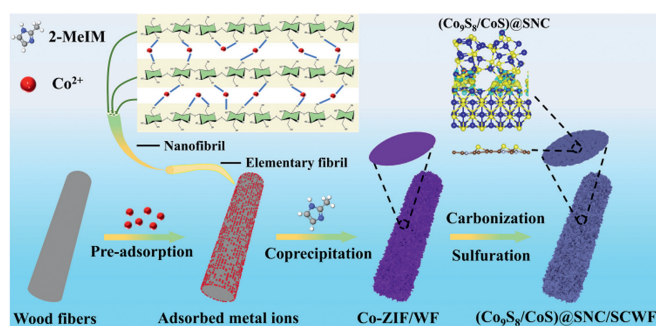 2-MeIM
Co²⁺
(Co₉S₈/CoS)@SNC
Nanofibril
Elementary fibril
Pre-adsorption
Coprecipitation
Carbonization
Sulfuration
Wood fibers
Adsorbed metal ions
Co-ZIF/WF
(Co₉S₈/CoS)@SNC/SCWF